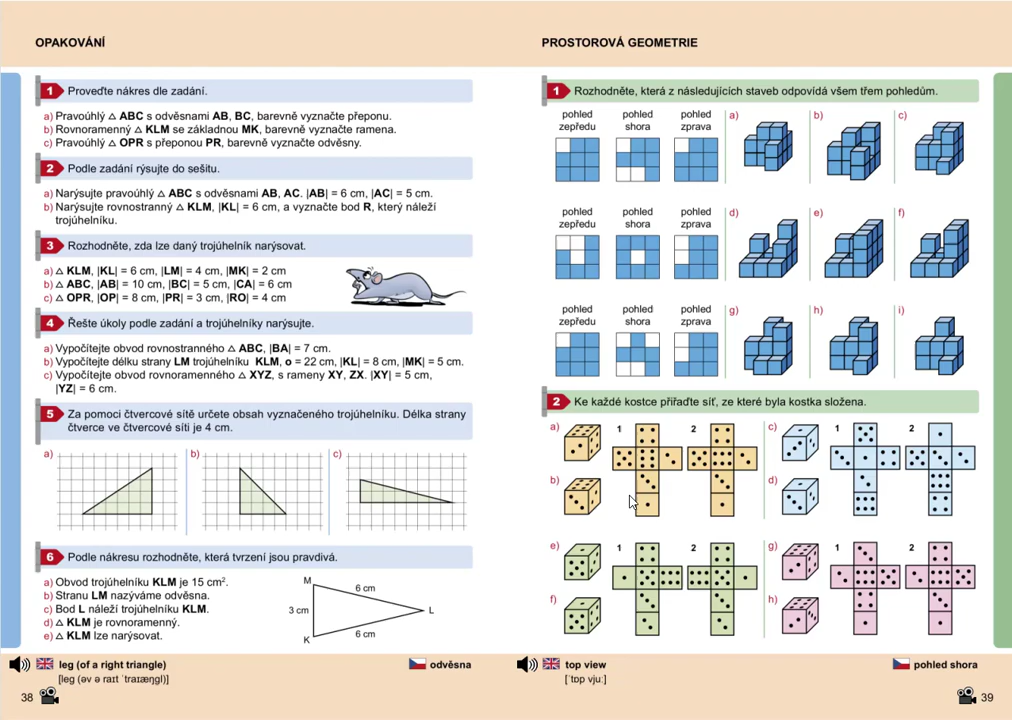 OPAKOVÁNÍ
1 Proveďte nákres dle zadání.
a) Pravoúhlý △ ABC s odvěsnami AB, BC, barevně vyznačte přeponu.
b) Rovnoramenný △ KLM se základnou MK, barevně vyznačte ramena.
c) Pravoúhlý △ OPR s přeponou PR, barevně vyznačte odvěsny.
2 Podle zadání rýsujte do sešitu.
a) Narýsujte pravoúhlý △ ABC s odvěsnami AB, AC. |AB| = 6 cm, |AC| = 5 cm.
b) Narýsujte rovnostranný △ KLM, |KL| = 6 cm, a vyznačte bod R, který náleží
trojúhelníku.
3 Rozhodněte, zda lze daný trojúhelník narýsovat.
a) △ KLM, |KL| = 6 cm, |LM| = 4 cm, |MK| = 2 cm
b) △ ABC, |AB| = 10 cm, |BC| = 5 cm, |CA| = 6 cm
c) △ OPR, |OP| = 8 cm, |PR| = 3 cm, |RO| = 4 cm
4 Řešte úkoly podle zadání a trojúhelníky narýsujte.
a) Vypočítejte obvod rovnostranného △ ABC, |BA| = 7 cm.
b) Vypočítejte délku strany LM trojúhelníku KLM, o = 22 cm, |KL| = 8 cm, |MK| = 5 cm.
c) Vypočítejte obvod rovnoramenného △ XYZ, s rameny XY, ZX. |XY| = 5 cm,
|YZ| = 6 cm.
5 Za pomoci čtvercové sítě určete obsah vyznačeného trojúhelníku. Délka strany
čtverce ve čtvercové síti je 4 cm.
a) b) c)
6 Podle nákresu rozhodněte, která tvrzení jsou pravdivá.
a) Obvod trojúhelníku KLM je 15 cm².
b) Stranu LM nazýváme odvěsna.
c) Bod L náleží trojúhelníku KLM.
d) △ KLM je rovnoramenný.
e) △ KLM lze narýsovat.
M
6 cm
3 cm
L
K
6 cm
leg (of a right triangle)
[leg (əv ə raɪt ˈtraɪæŋgl)]
odvěsna
38
PROSTOROVÁ GEOMETRIE
1 Rozhodněte, která z následujících staveb odpovídá všem třem pohledům.
pohled zepředu pohled shora pohled zprava a) b) c)
pohled zepředu pohled shora pohled zprava d) e) f)
pohled zepředu pohled shora pohled zprava g) h) i)
2 Ke každé kostce přiřaďte síť, ze které byla kostka složena.
a) 1 2 c) 1 2
b) d)
e) 1 2 g) 1 2
f) h)
top view
[ˈtɒp vjuː]
pohled shora
39